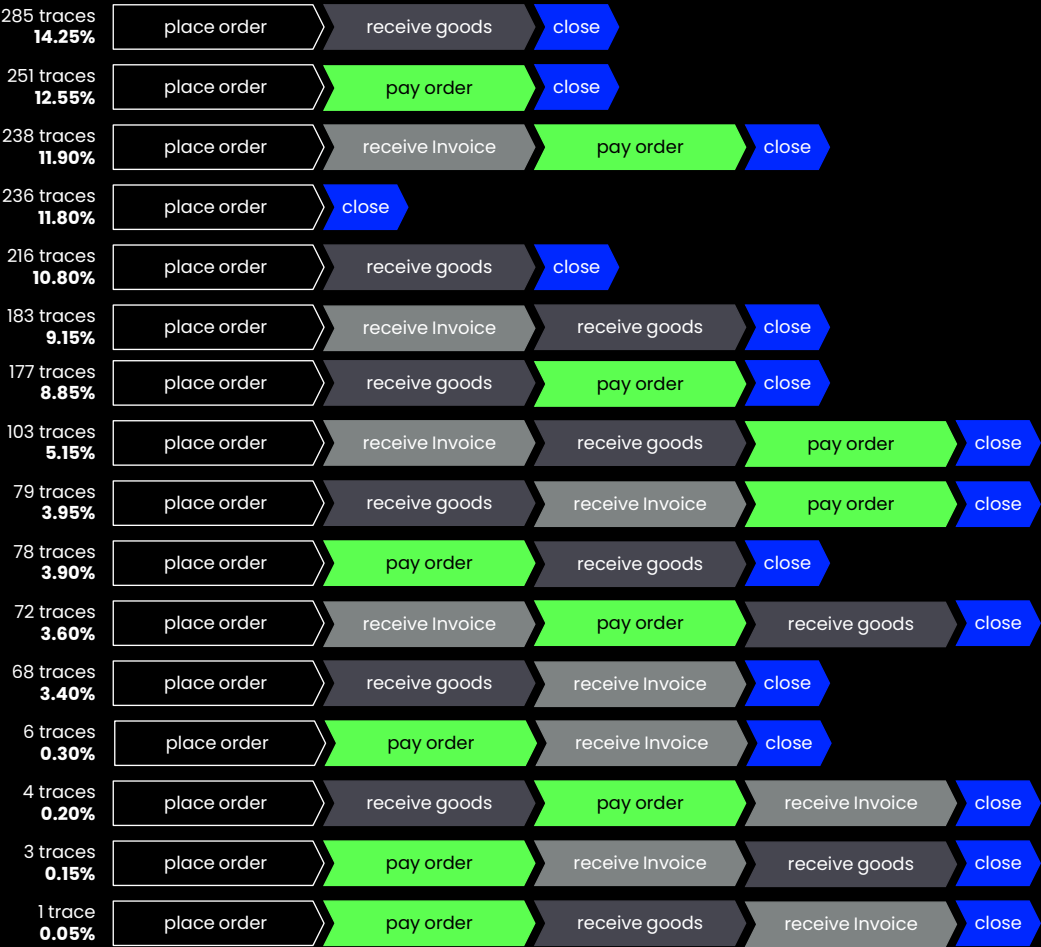 285 traces
14.25%
place order
receive goods
close
251 traces
12.55%
place order
pay order
close
238 traces
11.90%
place order
receive Invoice
pay order
close
236 traces
11.80%
place order
close
216 traces
10.80%
place order
receive goods
close
183 traces
9.15%
place order
receive Invoice
receive goods
close
177 traces
8.85%
place order
receive goods
pay order
close
103 traces
5.15%
place order
receive Invoice
receive goods
pay order
close
79 traces
3.95%
place order
receive goods
receive Invoice
pay order
close
78 traces
3.90%
place order
pay order
receive goods
close
72 traces
3.60%
place order
receive Invoice
pay order
receive goods
close
68 traces
3.40%
place order
receive goods
receive Invoice
close
6 traces
0.30%
place order
pay order
receive Invoice
close
4 traces
0.20%
place order
receive goods
pay order
receive Invoice
close
3 traces
0.15%
place order
pay order
receive Invoice
receive goods
close
1 trace
0.05%
place order
pay order
receive goods
receive Invoice
close